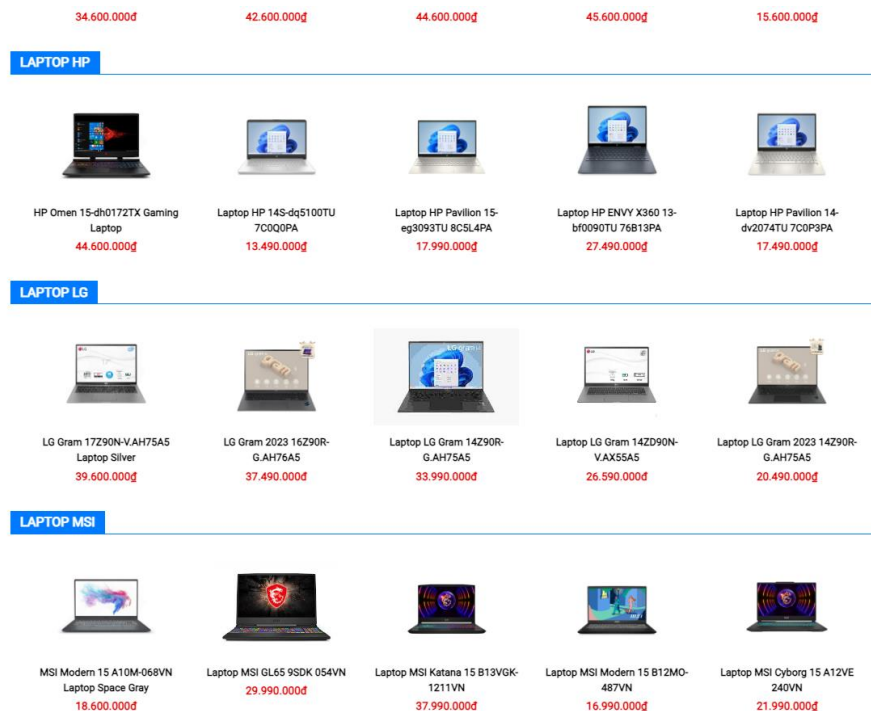 34.600.000₫
42.600.000₫
44.600.000₫
45.600.000₫
15.600.000₫
LAPTOP HP
HP Omen 15-dh0172TX Gaming
Laptop
44.600.000₫
Laptop HP 14S-dq5100TU
7C0Q0PA
13.490.000₫
Laptop HP Pavilion 15-
eg3093TU 8C5L4PA
17.990.000₫
Laptop HP ENVY X360 13-
bf0090TU 76B13PA
27.490.000₫
Laptop HP Pavilion 14-
dv2074TU 7C0P3PA
17.490.000₫
LAPTOP LG
LG Gram 17Z90N-V.AH75A5
Laptop Silver
39.600.000₫
LG Gram 2023 16Z90R-
G.AH76A5
37.490.000₫
LG gram
Laptop LG Gram 14Z90R-
G.AH75A5
33.990.000₫
Laptop LG Gram 14ZD90N-
V.AX55A5
26.590.000₫
Laptop LG Gram 2023 14Z90R-
G.AH75A5
20.490.000₫
LAPTOP MSI
MSI Modern 15 A10M-068VN
Laptop Space Gray
18.600.000₫
Laptop MSI GL65 9SDK 054VN
29.990.000₫
Laptop MSI Katana 15 B13VGK-
1211VN
37.990.000₫
Laptop MSI Modern 15 B12MO-
487VN
16.990.000₫
Laptop MSI Cyborg 15 A12VE
240VN
21.990.000₫